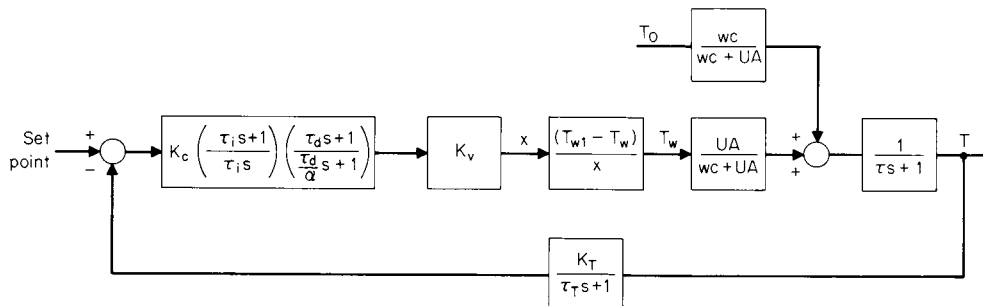 T_O
wc
wc + UA
Set point
+
−
K_c ( (τ_i s+1) / (τ_i s) ) ( (τ_d s+1) / ((τ_d/α) s+1) )
K_v
x
(T_w1 − T_w)
x
T_w
UA
wc + UA
+
+
1
τs + 1
T
K_T
τ_T s+1